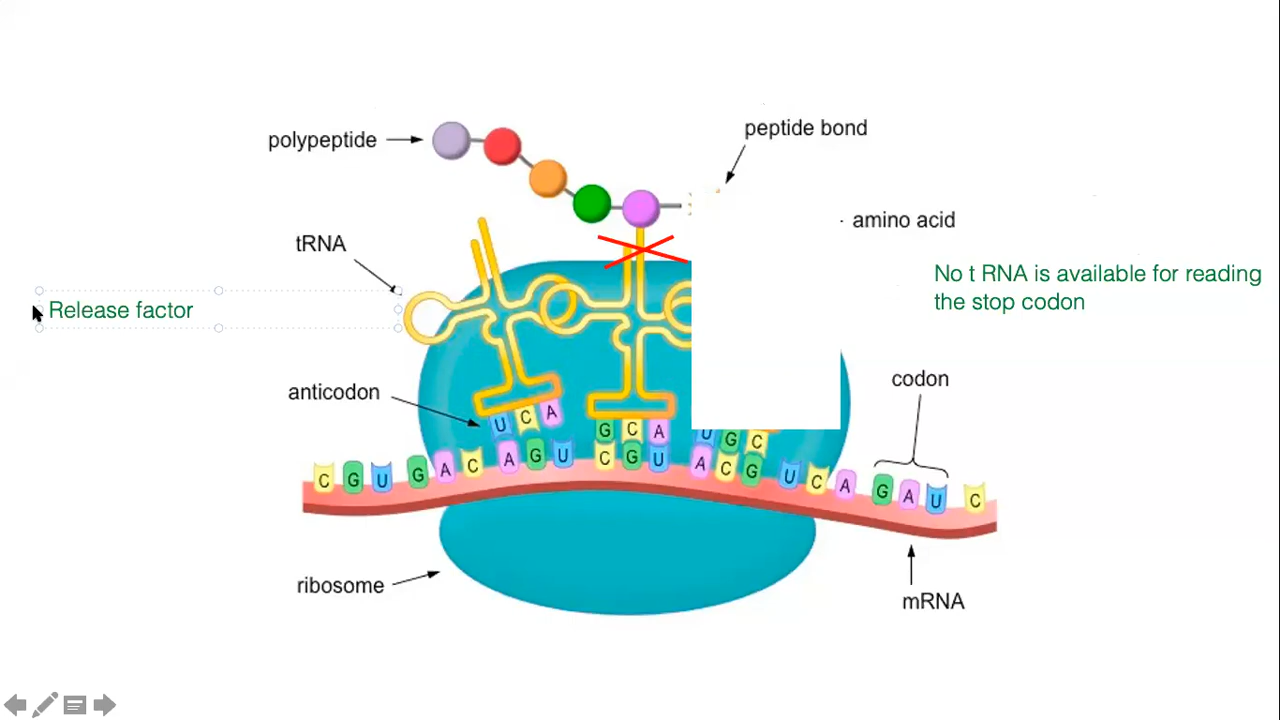 polypeptide
peptide bond
tRNA
amino acid
No t RNA is available for reading
the stop codon
Release factor
anticodon
codon
U C A
G C A
U G C
C G U G A C A G U C G U A C G U C A G A U C
ribosome
mRNA